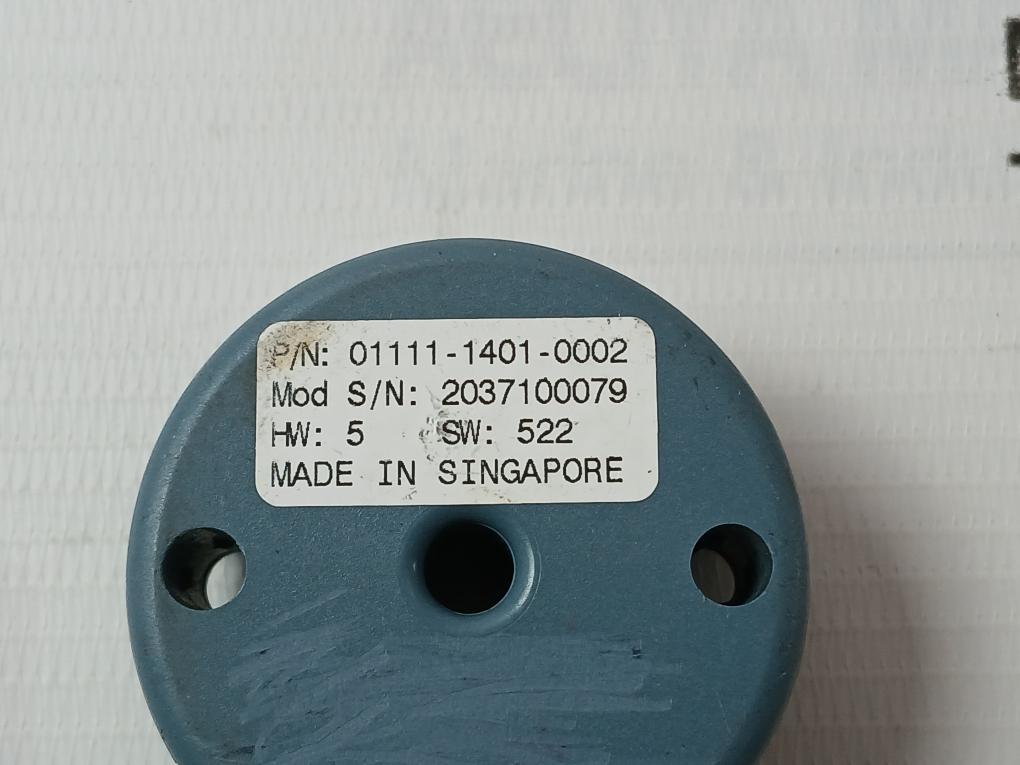 P/N: 01111-1401-0002
Mod S/N: 2037100079
HW: 5 SW: 522
MADE IN SINGAPORE